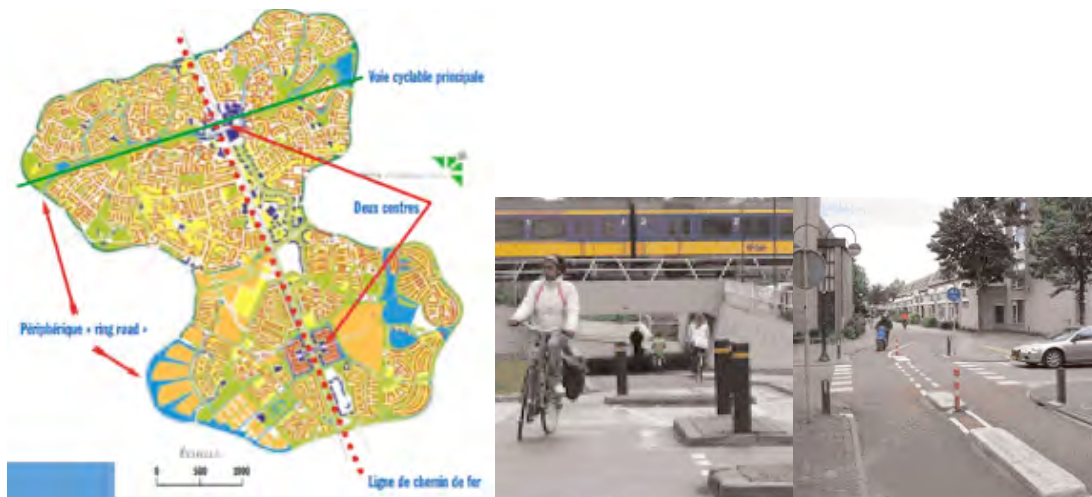 Voie cyclable principale
Deux centres
Périphérique « ring road »
0 500 1000
Ligne de chemin de fer